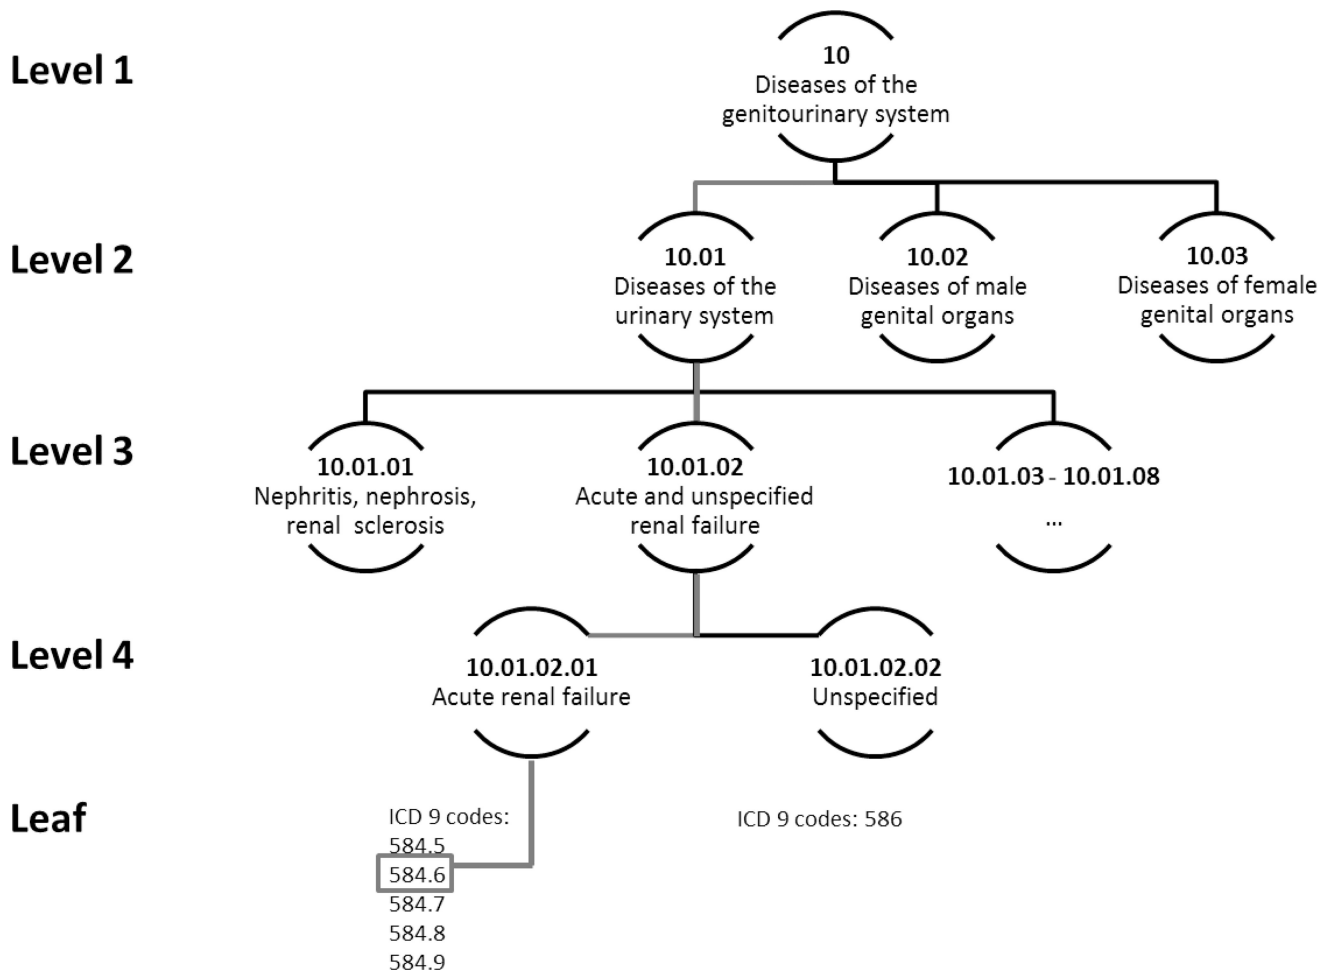 Level 1
10
Diseases of the
genitourinary system
Level 2
10.01
Diseases of the
urinary system
10.02
Diseases of male
genital organs
10.03
Diseases of female
genital organs
Level 3
10.01.01
Nephritis, nephrosis,
renal sclerosis
10.01.02
Acute and unspecified
renal failure
10.01.03 - 10.01.08
...
Level 4
10.01.02.01
Acute renal failure
10.01.02.02
Unspecified
Leaf
ICD 9 codes:
584.5
584.6
584.7
584.8
584.9
ICD 9 codes: 586